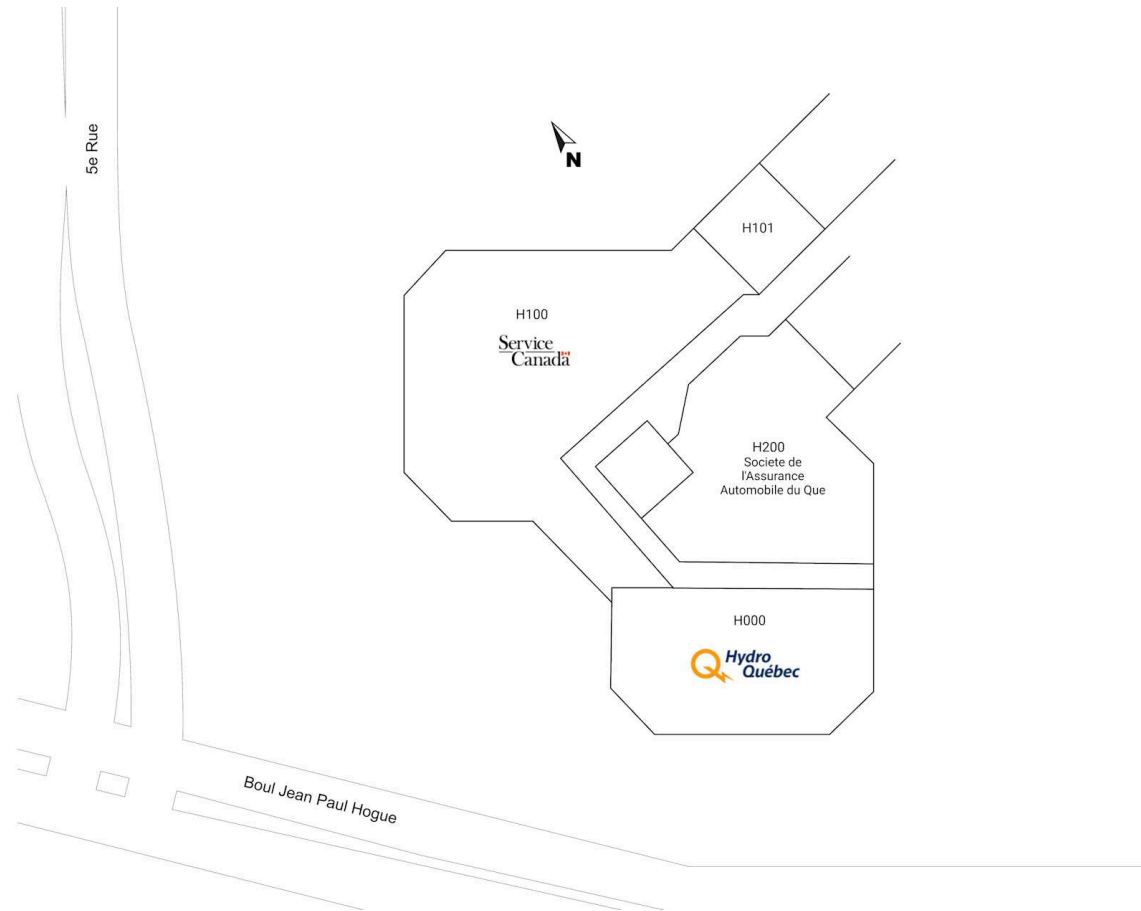 5e Rue
N
H101
H100
Service
Canada
H200
Societe de
l'Assurance
Automobile du Que
H000
Hydro
Québec
Boul Jean Paul Hogue